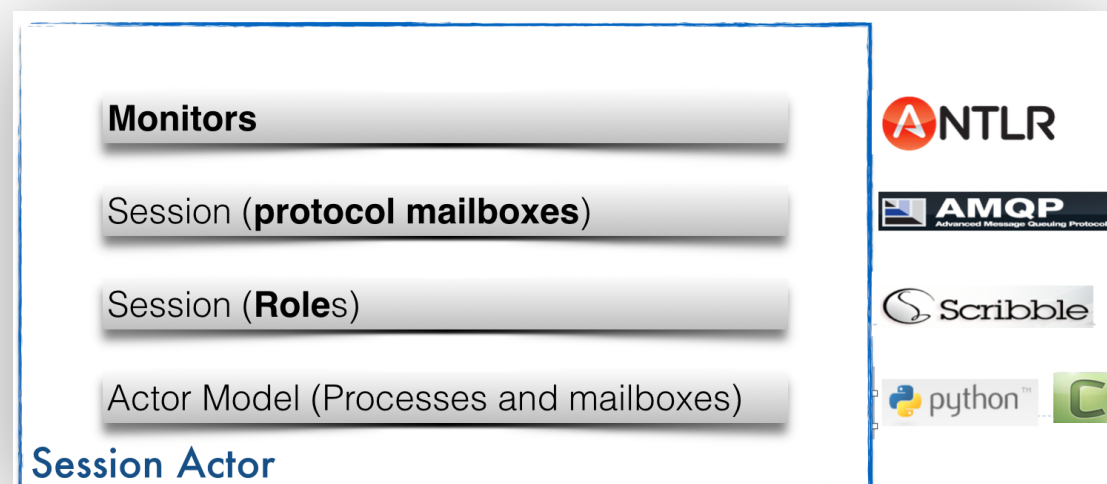 Monitors
ANTLR
Session (protocol mailboxes)
AMQP
Advanced Message Queuing Protocol
Session (Roles)
Scribble
Actor Model (Processes and mailboxes)
python™
C
Session Actor